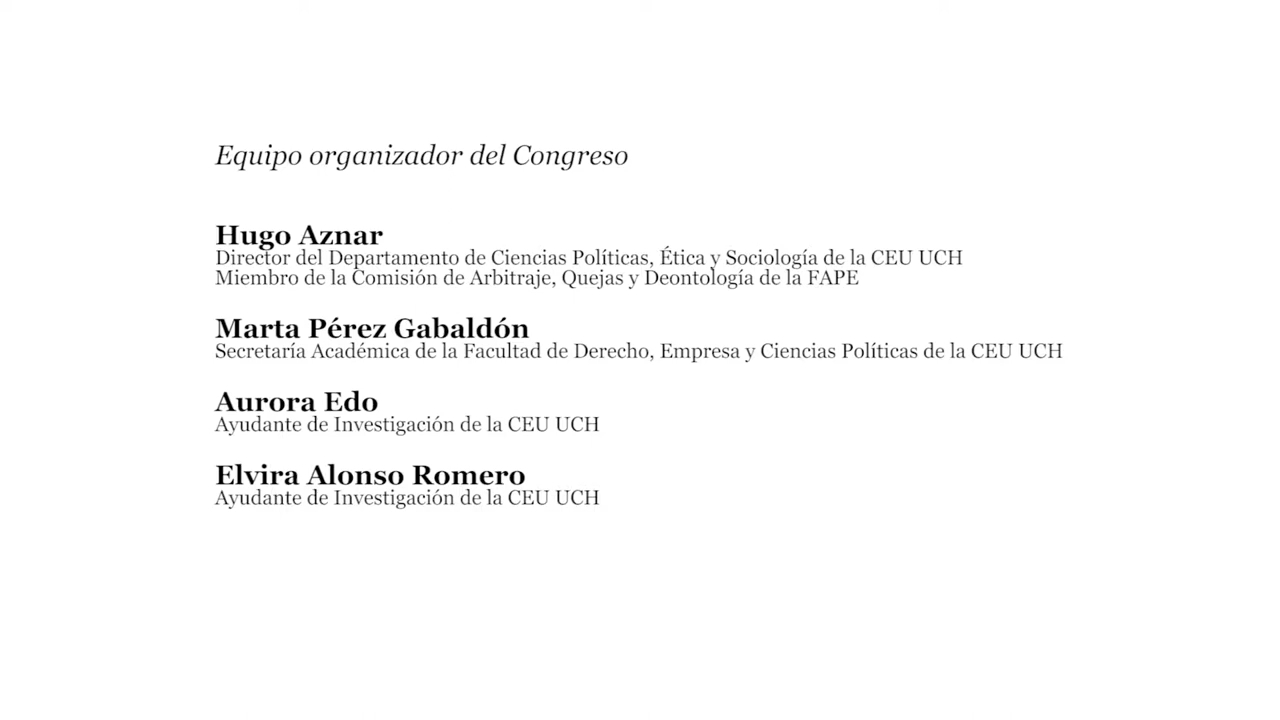 Equipo organizador del Congreso
Hugo Aznar
Director del Departamento de Ciencias Políticas, Ética y Sociología de la CEU UCH
Miembro de la Comisión de Arbitraje, Quejas y Deontología de la FAPE
Marta Pérez Gabaldón
Secretaría Académica de la Facultad de Derecho, Empresa y Ciencias Políticas de la CEU UCH
Aurora Edo
Ayudante de Investigación de la CEU UCH
Elvira Alonso Romero
Ayudante de Investigación de la CEU UCH